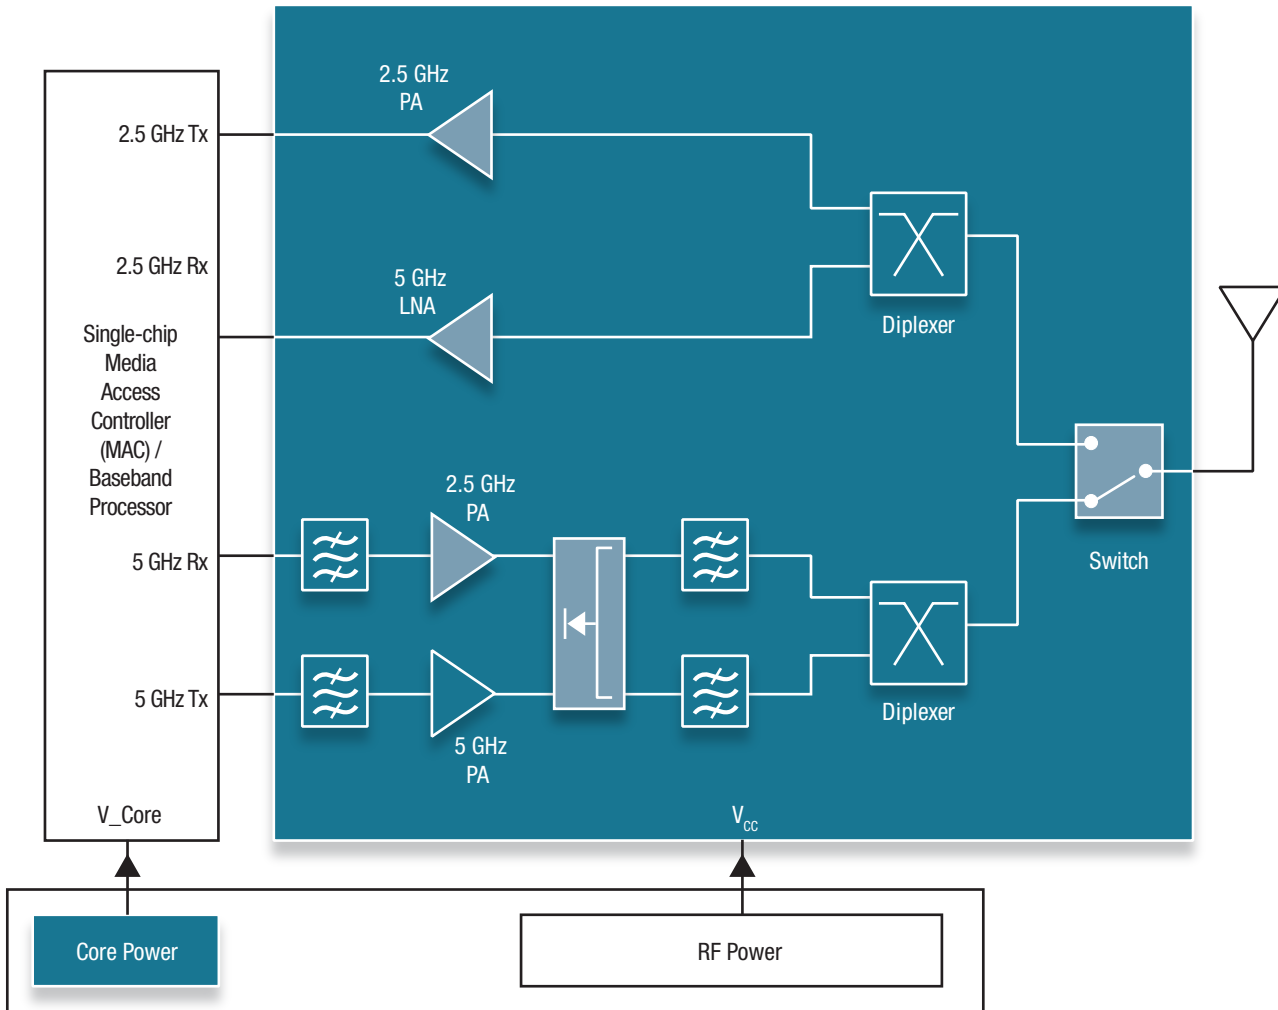 2.5 GHz
PA
2.5 GHz Tx
2.5 GHz Rx
5 GHz
LNA
Diplexer
Single-chip
Media
Access
Controller
(MAC) /
Baseband
Processor
2.5 GHz
PA
5 GHz Rx
Switch
5 GHz Tx
Diplexer
5 GHz
PA
V_Core
Vcc
Core Power
RF Power